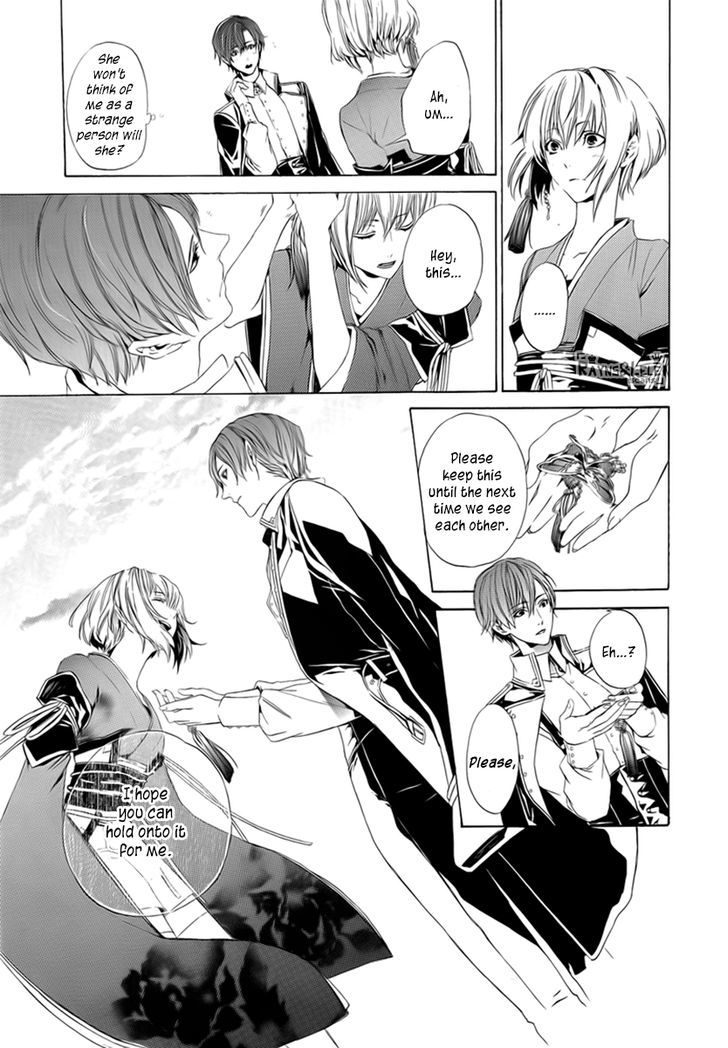 ......
Ah,
um...
She
won't
think of
me as a
strange
person will
she?
Hey,
this...
Please
keep this
until the next
time we see
each other.
Eh...?
Please,
I hope
you can
hold onto it
for me.